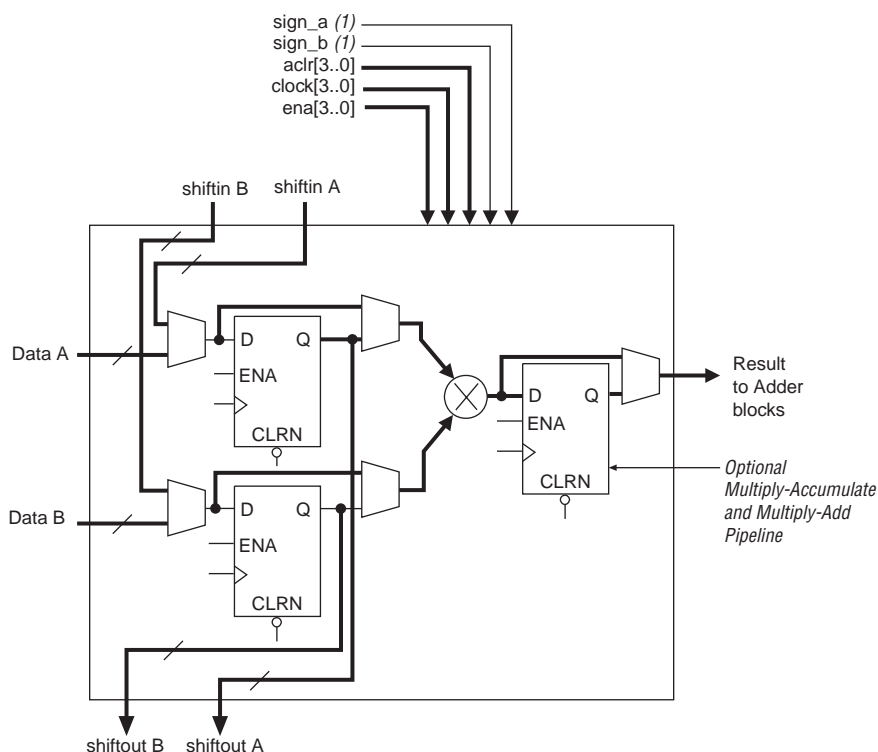 sign_a (1)
sign_b (1)
aclr[3..0]
clock[3..0]
ena[3..0]
shiftin B
shiftin A
Data A
D
Q
ENA
CLRN
Data B
D
Q
ENA
CLRN
D
Q
ENA
CLRN
Result
to Adder
blocks
Optional
Multiply-Accumulate
and Multiply-Add
Pipeline
shiftout B
shiftout A